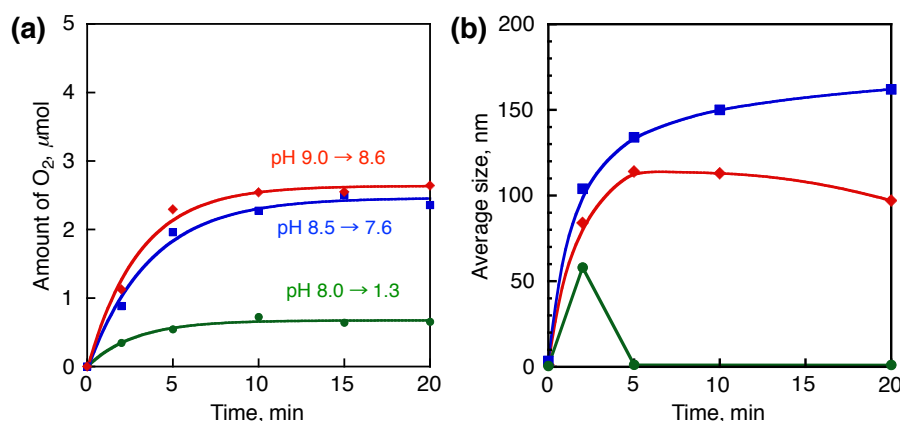 (a)
5
4
3
2
1
0
Amount of O₂, μmol
pH 9.0 → 8.6
pH 8.5 → 7.6
pH 8.0 → 1.3
0 5 10 15 20
Time, min
(b)
200
150
100
50
0
Average size, nm
0 5 10 15 20
Time, min